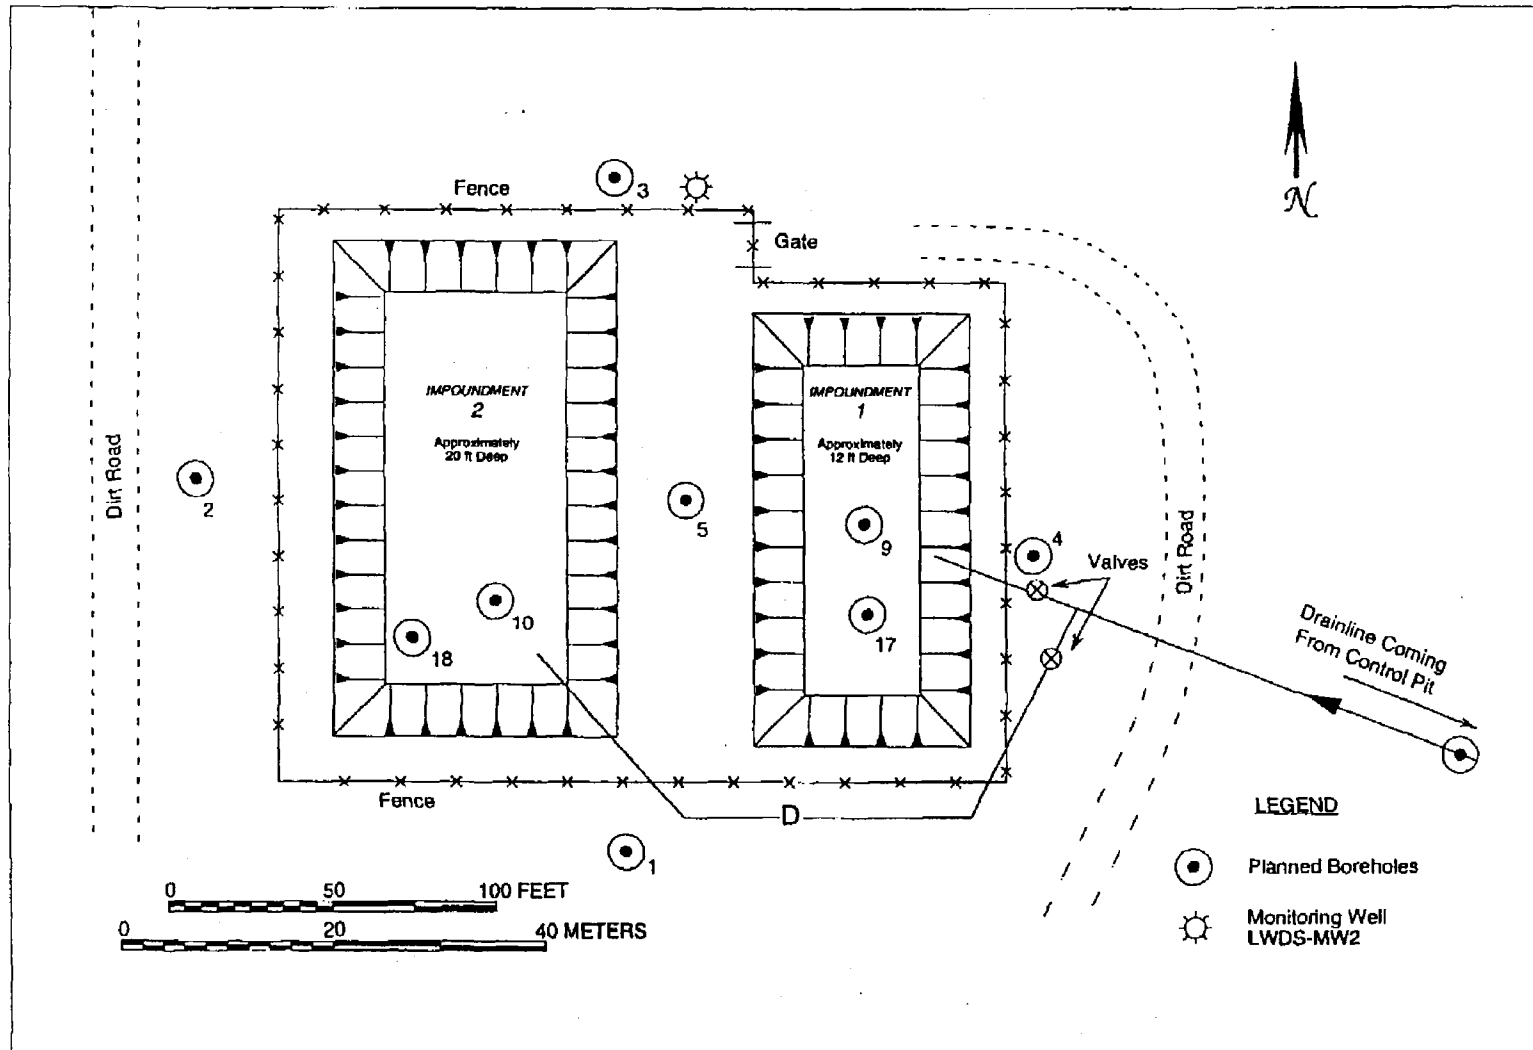 N
Fence
3
Gate
IMPOUNDMENT
2
Approximately
20 ft Deep
IMPOUNDMENT
1
Approximately
12 ft Deep
Dirt Road
2
5
9
4
Valves
Dirt Road
10
18
17
Drainline Coming
From Control Pit
Fence
D
1
LEGEND
Planned Boreholes
Monitoring Well
LWDS-MW2
0 50 100 FEET
0 20 40 METERS